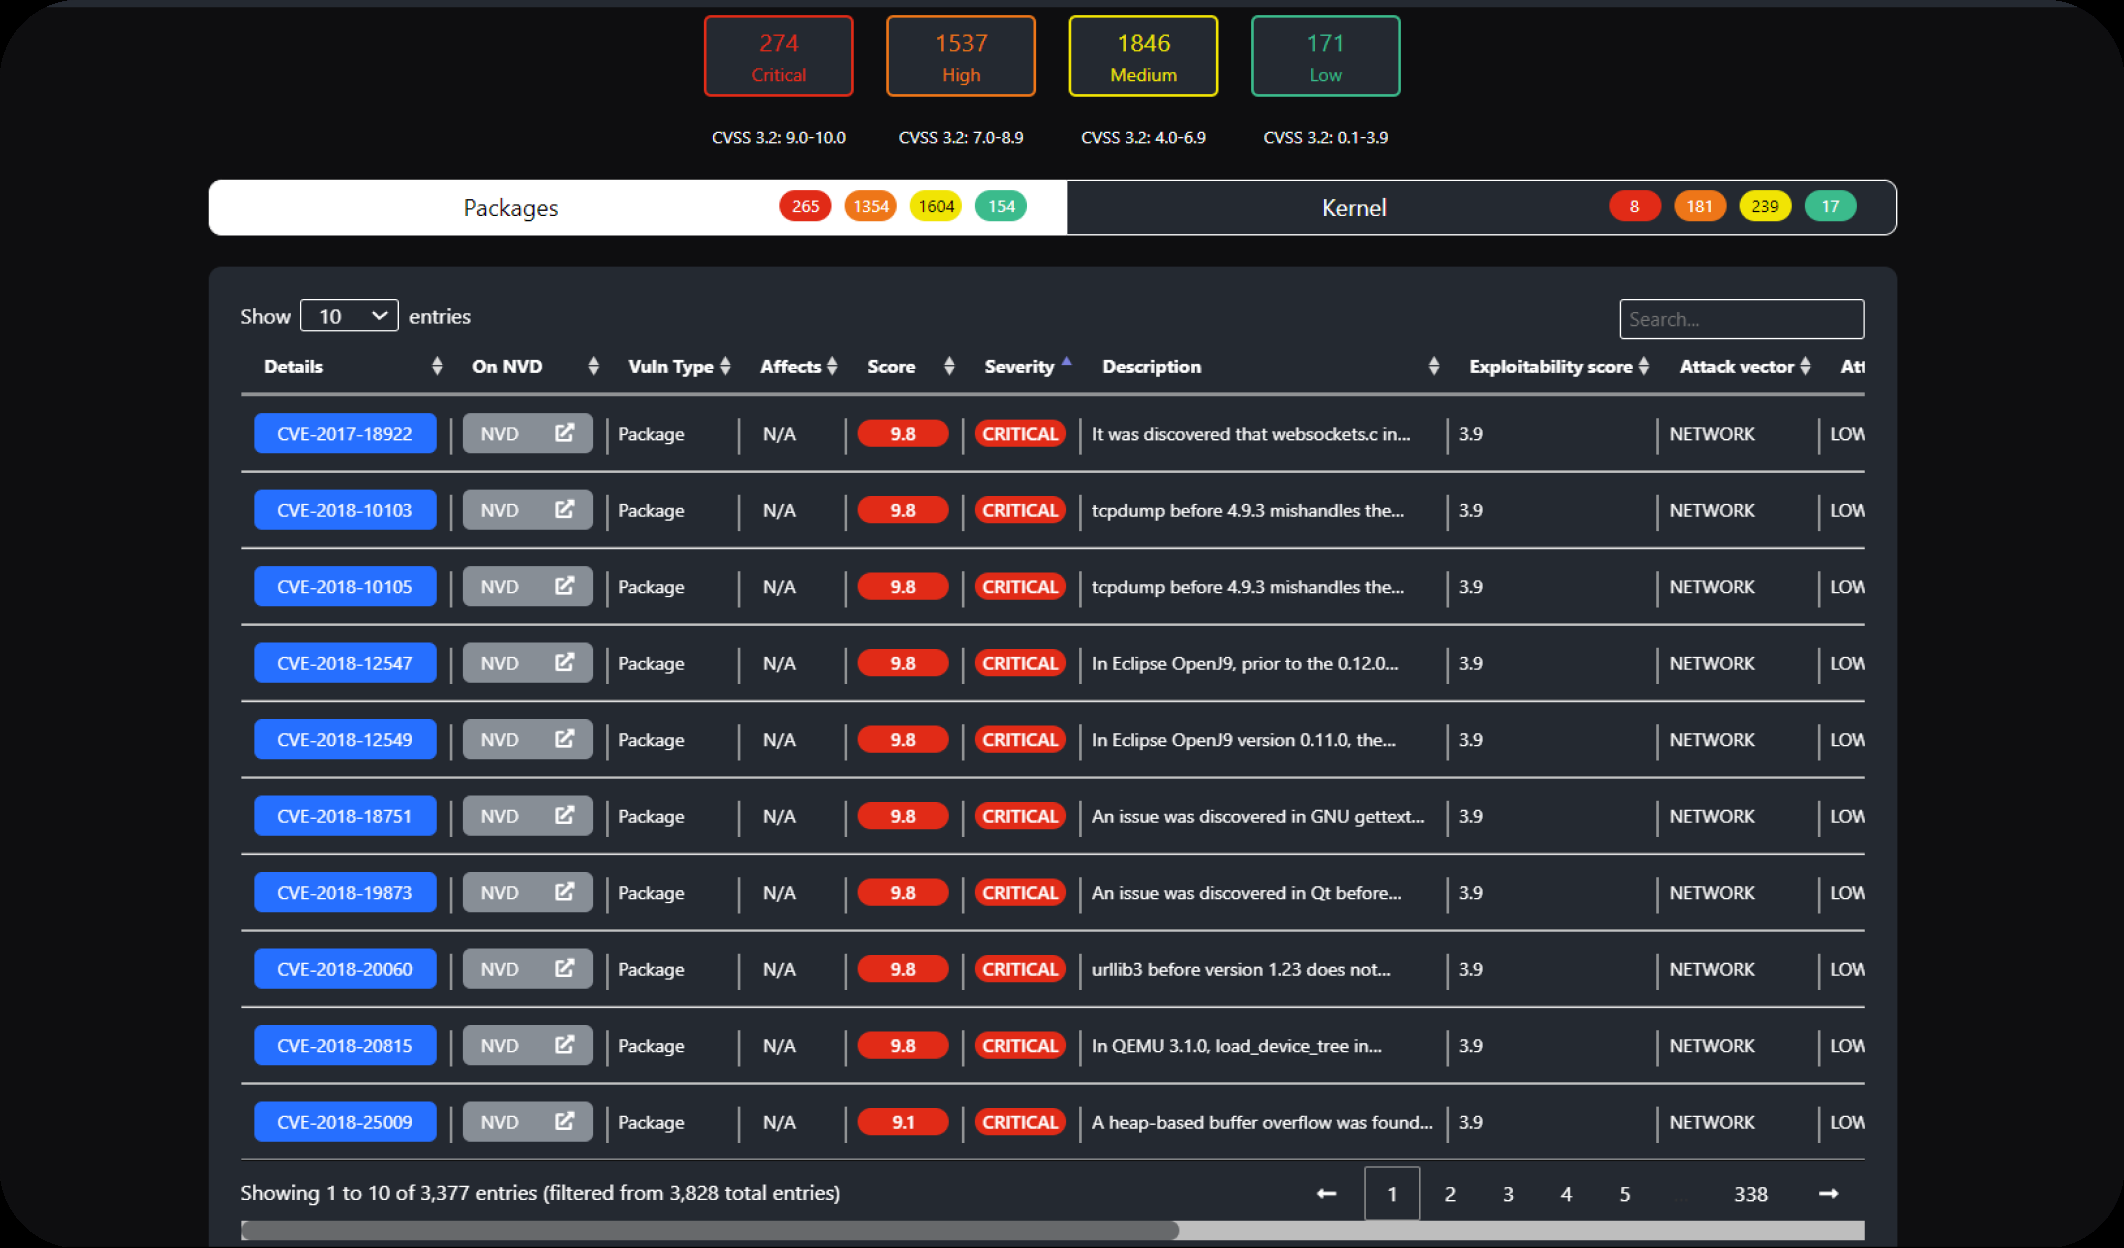 274 1537 1846 171
Critical High Medium Low
CVSS 3.2: 9.0-10.0 CVSS 3.2: 7.0-8.9 CVSS 3.2: 4.0-6.9 CVSS 3.2: 0.1-3.9
Packages 265 1354 1604 154 Kernel 8 181 239 17
Show 10 entries Search...
Details On NVD Vuln Type Affects Score Severity Description Exploitability score Attack vector Att
CVE-2017-18922 NVD Package N/A 9.8 CRITICAL It was discovered that websockets.c in... 3.9 NETWORK LOW
CVE-2018-10103 NVD Package N/A 9.8 CRITICAL tcpdump before 4.9.3 mishandles the... 3.9 NETWORK LOW
CVE-2018-10105 NVD Package N/A 9.8 CRITICAL tcpdump before 4.9.3 mishandles the... 3.9 NETWORK LOW
CVE-2018-12547 NVD Package N/A 9.8 CRITICAL In Eclipse OpenJ9, prior to the 0.12.0... 3.9 NETWORK LOW
CVE-2018-12549 NVD Package N/A 9.8 CRITICAL In Eclipse OpenJ9 version 0.11.0, the... 3.9 NETWORK LOW
CVE-2018-18751 NVD Package N/A 9.8 CRITICAL An issue was discovered in GNU gettext... 3.9 NETWORK LOW
CVE-2018-19873 NVD Package N/A 9.8 CRITICAL An issue was discovered in Qt before... 3.9 NETWORK LOW
CVE-2018-20060 NVD Package N/A 9.8 CRITICAL urllib3 before version 1.23 does not... 3.9 NETWORK LOW
CVE-2018-20815 NVD Package N/A 9.8 CRITICAL In QEMU 3.1.0, load_device_tree in... 3.9 NETWORK LOW
CVE-2018-25009 NVD Package N/A 9.1 CRITICAL A heap-based buffer overflow was found... 3.9 NETWORK LOW
Showing 1 to 10 of 3,377 entries (filtered from 3,828 total entries) ← 1 2 3 4 5 ... 338 →